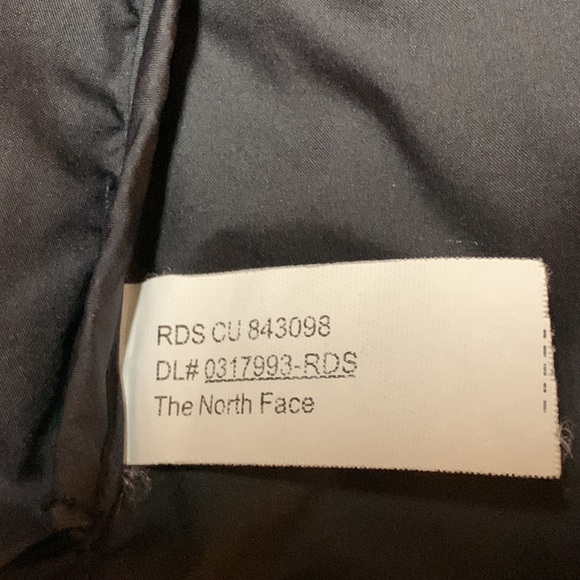 RDS CU 843098
DL# 0317993-RDS
The North Face